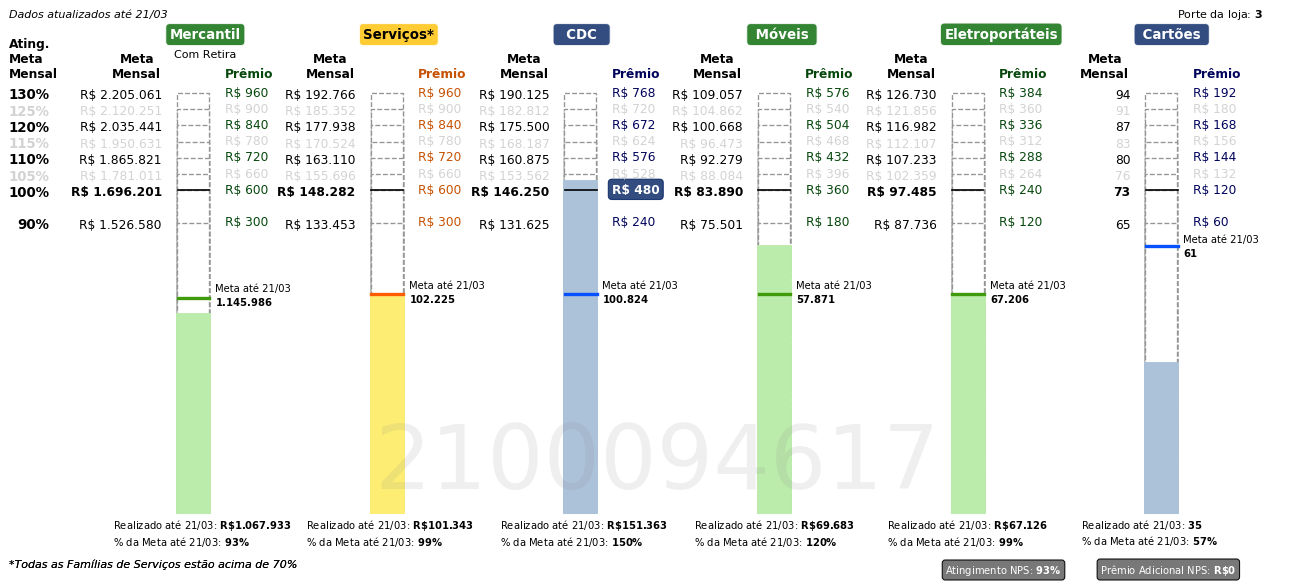 Dados atualizados até 21/03
Porte da loja: 3
Mercantil Serviços* CDC Móveis Eletroportáteis Cartões
Com Retira
Ating. Meta Mensal
Meta Mensal Prêmio Meta Mensal Prêmio Meta Mensal Prêmio Meta Mensal Prêmio Meta Mensal Prêmio Meta Mensal Prêmio
130% R$ 2.205.061 R$ 960 R$ 192.766 R$ 960 R$ 190.125 R$ 768 R$ 109.057 R$ 576 R$ 126.730 R$ 384 94 R$ 192
125% R$ 2.120.251 R$ 900 R$ 185.352 R$ 900 R$ 182.812 R$ 720 R$ 104.862 R$ 540 R$ 121.856 R$ 360 91 R$ 180
120% R$ 2.035.441 R$ 840 R$ 177.938 R$ 840 R$ 175.500 R$ 672 R$ 100.668 R$ 504 R$ 116.982 R$ 336 87 R$ 168
115% R$ 1.950.631 R$ 780 R$ 170.524 R$ 780 R$ 168.187 R$ 624 R$ 96.473 R$ 468 R$ 112.107 R$ 312 83 R$ 156
110% R$ 1.865.821 R$ 720 R$ 163.110 R$ 720 R$ 160.875 R$ 576 R$ 92.279 R$ 432 R$ 107.233 R$ 288 80 R$ 144
105% R$ 1.781.011 R$ 660 R$ 155.696 R$ 660 R$ 153.562 R$ 528 R$ 88.084 R$ 396 R$ 102.359 R$ 264 76 R$ 132
100% R$ 1.696.201 R$ 600 R$ 148.282 R$ 600 R$ 146.250 R$ 480 R$ 83.890 R$ 360 R$ 97.485 R$ 240 73 R$ 120
90% R$ 1.526.580 R$ 300 R$ 133.453 R$ 300 R$ 131.625 R$ 240 R$ 75.501 R$ 180 R$ 87.736 R$ 120 65 R$ 60
Meta até 21/03
61
Meta até 21/03 Meta até 21/03 Meta até 21/03 Meta até 21/03 Meta até 21/03
1.145.986 102.225 100.824 57.871 67.206
2100094617
Realizado até 21/03: R$1.067.933 Realizado até 21/03: R$101.343 Realizado até 21/03: R$151.363 Realizado até 21/03: R$69.683 Realizado até 21/03: R$67.126 Realizado até 21/03: 35
% da Meta até 21/03: 93% % da Meta até 21/03: 99% % da Meta até 21/03: 150% % da Meta até 21/03: 120% % da Meta até 21/03: 99% % da Meta até 21/03: 57%
*Todas as Famílias de Serviços estão acima de 70%
Atingimento NPS: 93% Prêmio Adicional NPS: R$0